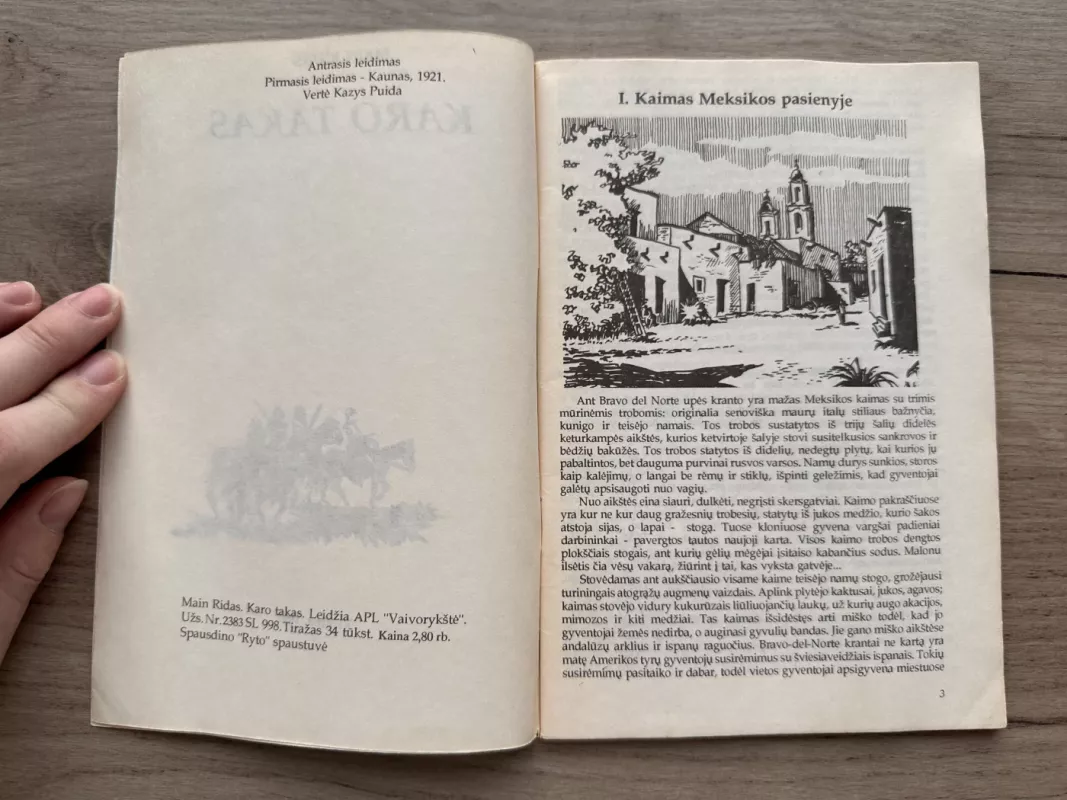 Antrasis leidimas
Pirmasis leidimas - Kaunas, 1921.
Vertė Kazys Puida
KARO TAKAS
Main Ridas. Karo takas. Leidžia APL "Vaivorykštė".
Užs. Nr. 2383 SL 998. Tiražas 34 tūkst. Kaina 2,80 rb.
Spausdino "Ryto" spaustuvė
I. Kaimas Meksikos pasienyje
Ant Bravo del Norte upės kranto yra mažas Meksikos kaimas su trimis
mūrinėmis trobomis: originalia senoviška maurų italų stiliaus bažnyčia,
kunigo ir teisėjo namais. Tos trobos sustatytos iš trijų šalių didelės
keturkampės aikštės, kurios ketvirtoje šalyje stovi susitelkusios sankrovos ir
bėdžių bakūžės. Tos trobos statytos iš didelių, nedegtų plytų, kai kurios jų
pabaltintos, bet dauguma purvinai rusvos varsos. Namų durys sunkios, storos
kaip kalėjimų, o langai be rėmų ir stiklų, išpinti geležimis, kad gyventojai
galėtų apsisaugoti nuo vagių.
Nuo aikštės eina siauri, dulkėti, negrįsti skersgatviai. Kaimo pakraščiuose
yra kur ne kur daug gražesnių trobesių, statytų iš jukos medžio, kurio šakos
atstoja sijas, o lapai - stogą. Tuose kloniuose gyvena vargšai padieniai
darbininkai - pavergtos tautos naujoji karta. Visos kaimo trobos dengtos
plokščiais stogais, ant kurių gėlių mėgėjai įsitaiso kabančius sodus. Malonu
ilsėtis čia vėsų vakarą, žiūrint į tai, kas vyksta gatvėje...
Stovėdamas ant aukščiausio visame kaime teisėjo namų stogo, grožėjausi
turiningais atogrąžų augmenų vaizdais. Aplink plytėjo kaktusai, jukos, agavos;
kaimas stovėjo vidury kukurūzais liūliuojančių laukų, už kurių augo akacijos,
mimozos ir kiti medžiai. Tas kaimas išsidėstęs arti miško todėl, kad jo
gyventojai žemės nedirba, o auginasi gyvulių bandas. Jie gano miško aikštėse
andalūzų arklius ir ispanų raguočius. Bravo-del-Norte krantai ne kartą yra
matę Amerikos tyrų gyventojų susirėmimus su šviesiaveidžiais ispanais. Tokių
susirėmimų pasitaiko ir dabar, todėl vietos gyventojai apsigyvena miestuose
3